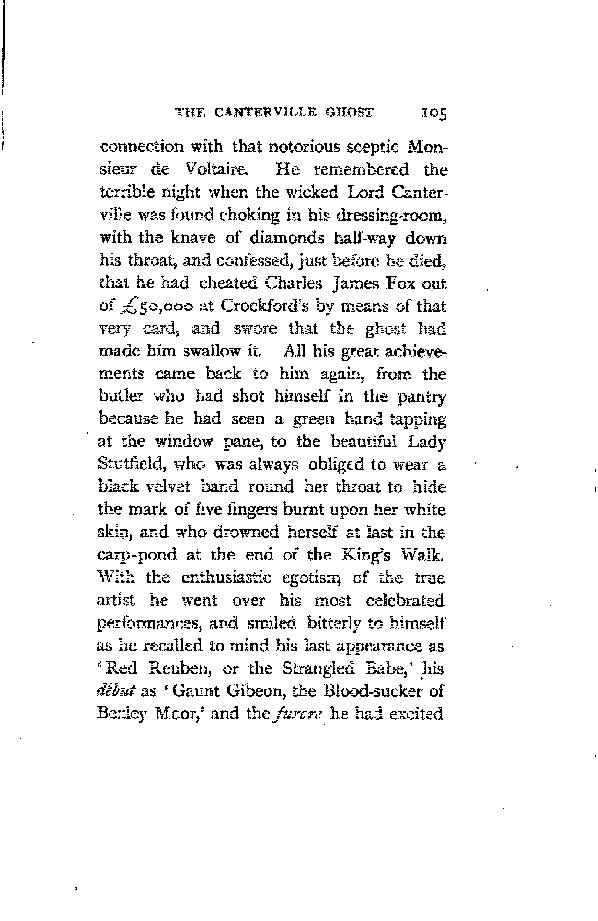 THE CANTERVILLE GHOST 105
connection with that notorious sceptic Mon-
sieur de Voltaire. He remembered the
terrible night when the wicked Lord Canter-
ville was found choking in his dressing-room,
with the knave of diamonds half-way down
his throat, and confessed, just before he died,
that he had cheated Charles James Fox out
of £50,000 at Crockford's by means of that
very card, and swore that the ghost had
made him swallow it. All his great achieve-
ments came back to him again, from the
butler who had shot himself in the pantry
because he had seen a green hand tapping
at the window pane, to the beautiful Lady
Stutfield, who was always obliged to wear a
black velvet band round her throat to hide
the mark of five fingers burnt upon her white
skin, and who drowned herself at last in the
carp-pond at the end of the King's Walk.
With the enthusiastic egotism of the true
artist he went over his most celebrated
performances, and smiled bitterly to himself
as he recalled to mind his last appearance as
'Red Reuben, or the Strangled Babe,' his
début as 'Gaunt Gibeon, the Blood-sucker of
Bexley Moor,' and the furore he had excited